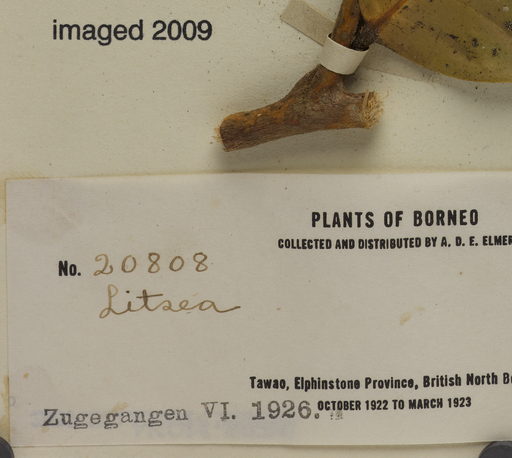 imaged 2009
PLANTS OF BORNEO
COLLECTED AND DISTRIBUTED BY A. D. E. ELMER
No. 20808
Litsea
Tawao, Elphinstone Province, British North
OCTOBER 1922 TO MARCH 1923
Zugegangen VI. 1926.